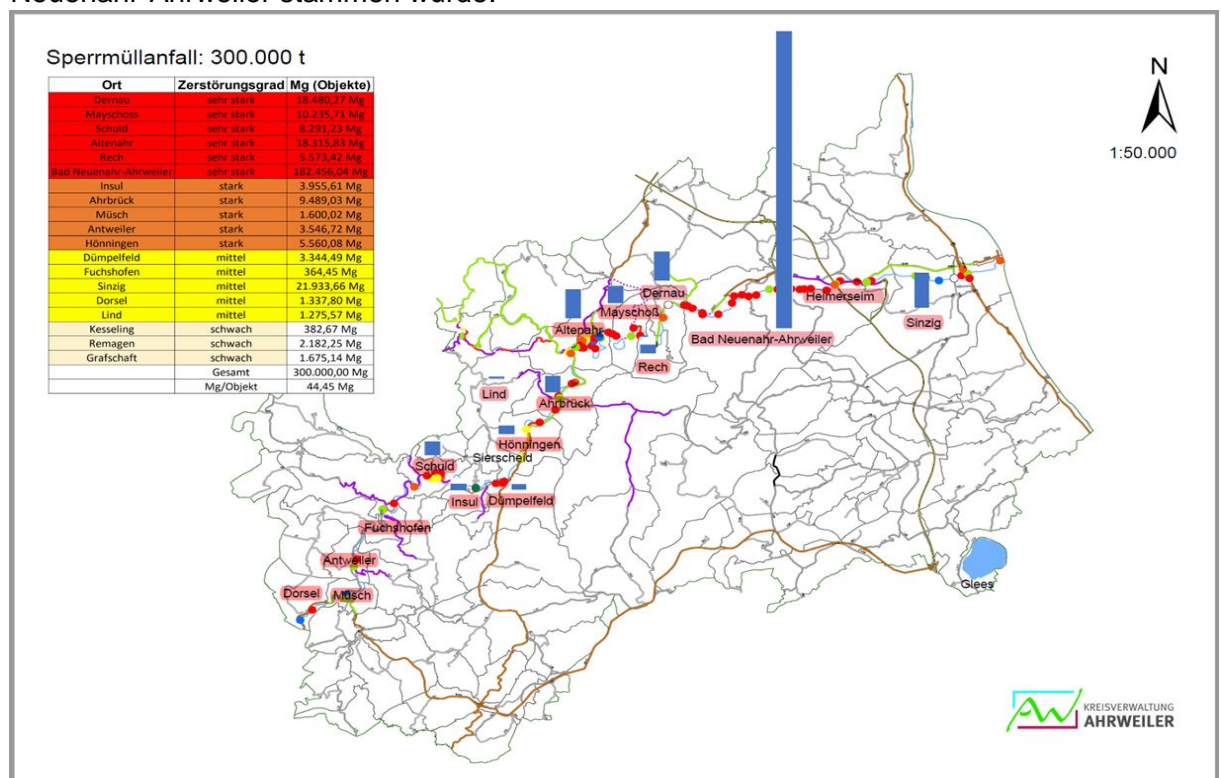 Neuenahr-Ahrweiler stammen würde.
Sperrmüllanfall: 300.000 t
Ort Zerstörungsgrad Mg (Objekte)
Dernau sehr stark 18.480,27 Mg
Mayschoss sehr stark 10.235,71 Mg
Schuld sehr stark 8.291,23 Mg
Altenahr sehr stark 18.315,83 Mg
Rech sehr stark 5.573,42 Mg
Bad Neuenahr-Ahrweiler sehr stark 182.456,04 Mg
Insul stark 3.955,61 Mg
Ahrbrück stark 9.489,03 Mg
Müsch stark 1.600,02 Mg
Antweiler stark 3.546,72 Mg
Hönningen stark 5.560,08 Mg
Dümpelfeld mittel 3.344,49 Mg
Fuchshofen mittel 364,45 Mg
Sinzig mittel 21.933,66 Mg
Dorsel mittel 1.337,80 Mg
Lind mittel 1.275,57 Mg
Kesseling schwach 382,67 Mg
Remagen schwach 2.182,25 Mg
Grafschaft schwach 1.675,14 Mg
Gesamt 300.000,00 Mg
Mg/Objekt 44,45 Mg
N
1:50.000
Dernau
Heimerseim
Mayschoß
Sinzig
Altenahr
Bad Neuenahr-Ahrweiler
Rech
Lind
Ahrbrück
Hönningen
Sierscheid
Schuld
Insul
Dümpelfeld
Fuchshofen
Antweiler
Glees
Dorsel
Müsch
AW
KREISVERWALTUNG
AHRWEILER